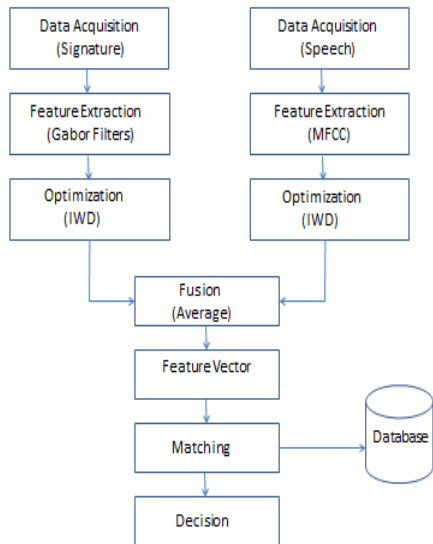 Data Acquisition
(Signature)
Data Acquisition
(Speech)
Feature Extraction
(Gabor Filters)
Feature Extraction
(MFCC)
Optimization
(IWD)
Optimization
(IWD)
Fusion
(Average)
Feature Vector
Matching
Database
Decision